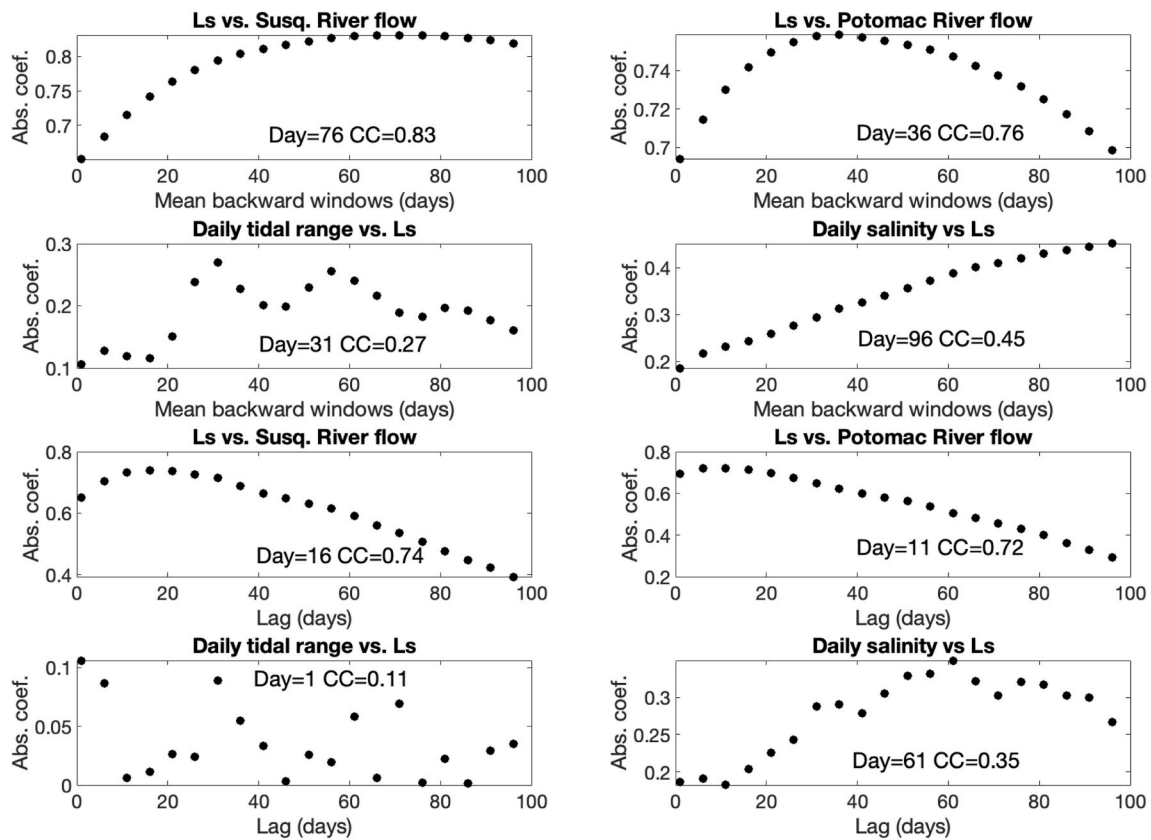 Ls vs. Susq. River flow
Abs. coef.
0.8
0.75
0.7
Day=76 CC=0.83
0 20 40 60 80 100
Mean backward windows (days)
Ls vs. Potomac River flow
Abs. coef.
0.74
0.72
0.7
Day=36 CC=0.76
0 20 40 60 80 100
Mean backward windows (days)
Daily tidal range vs. Ls
Abs. coef.
0.3
0.2
0.1
Day=31 CC=0.27
0 20 40 60 80 100
Mean backward windows (days)
Daily salinity vs Ls
Abs. coef.
0.4
0.3
0.2
Day=96 CC=0.45
0 20 40 60 80 100
Mean backward windows (days)
Ls vs. Susq. River flow
Abs. coef.
0.8
0.6
0.4
Day=16 CC=0.74
0 20 40 60 80 100
Lag (days)
Ls vs. Potomac River flow
Abs. coef.
0.8
0.6
0.4
0.2
Day=11 CC=0.72
0 20 40 60 80 100
Lag (days)
Daily tidal range vs. Ls
Abs. coef.
0.1
0.05
0
Day=1 CC=0.11
0 20 40 60 80 100
Lag (days)
Daily salinity vs Ls
Abs. coef.
0.3
0.25
0.2
Day=61 CC=0.35
0 20 40 60 80 100
Lag (days)